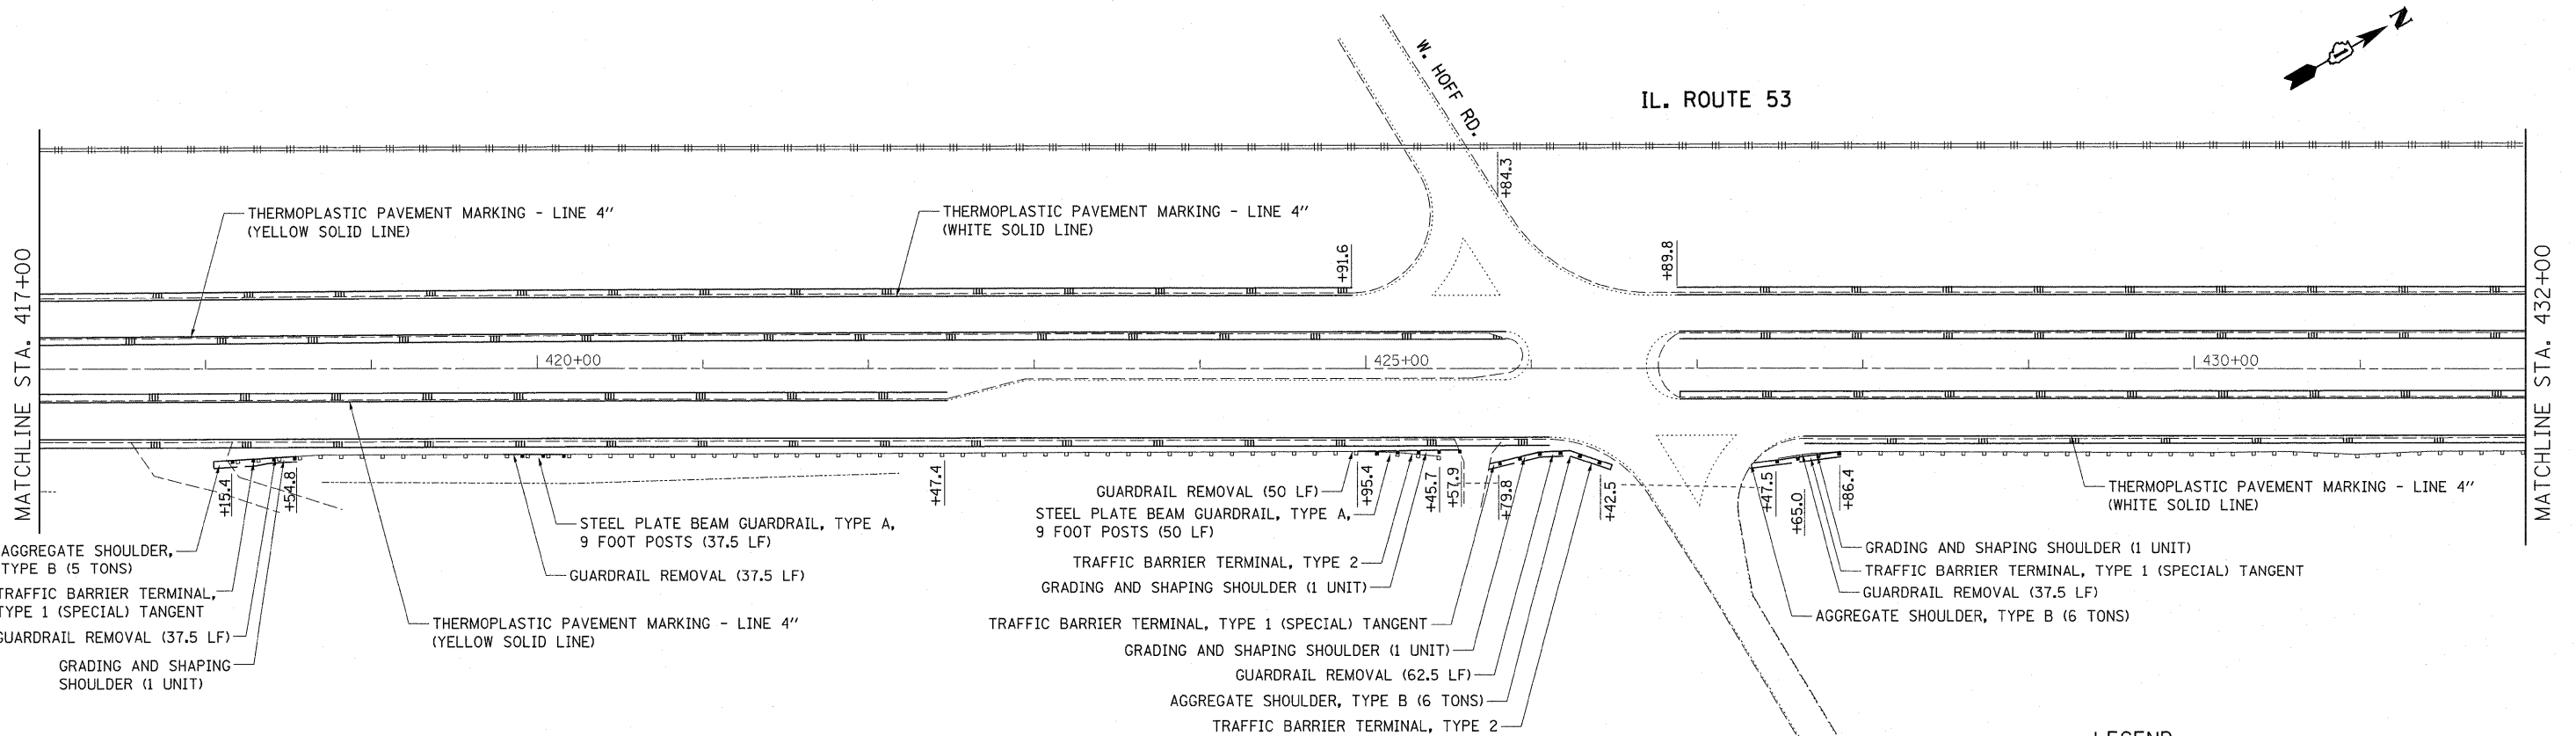 N
W. HOFF RD.
IL. ROUTE 53
+84.3
THERMOPLASTIC PAVEMENT MARKING - LINE 4"
(YELLOW SOLID LINE)
THERMOPLASTIC PAVEMENT MARKING - LINE 4"
(WHITE SOLID LINE)
+91.6
+89.8
MATCHLINE STA. 417+00
MATCHLINE STA. 432+00
420+00
425+00
430+00
+15.4
+54.8
+47.4
+95.4
+45.7
+57.9
+79.8
+42.5
+47.5
+65.0
+86.4
AGGREGATE SHOULDER,
TYPE B (5 TONS)
TRAFFIC BARRIER TERMINAL,
TYPE 1 (SPECIAL) TANGENT
GUARDRAIL REMOVAL (37.5 LF)
GRADING AND SHAPING
SHOULDER (1 UNIT)
STEEL PLATE BEAM GUARDRAIL, TYPE A,
9 FOOT POSTS (37.5 LF)
GUARDRAIL REMOVAL (37.5 LF)
THERMOPLASTIC PAVEMENT MARKING - LINE 4"
(YELLOW SOLID LINE)
GUARDRAIL REMOVAL (50 LF)
STEEL PLATE BEAM GUARDRAIL, TYPE A,
9 FOOT POSTS (50 LF)
TRAFFIC BARRIER TERMINAL, TYPE 2
GRADING AND SHAPING SHOULDER (1 UNIT)
TRAFFIC BARRIER TERMINAL, TYPE 1 (SPECIAL) TANGENT
GRADING AND SHAPING SHOULDER (1 UNIT)
GUARDRAIL REMOVAL (62.5 LF)
AGGREGATE SHOULDER, TYPE B (6 TONS)
TRAFFIC BARRIER TERMINAL, TYPE 2
THERMOPLASTIC PAVEMENT MARKING - LINE 4"
(WHITE SOLID LINE)
GRADING AND SHAPING SHOULDER (1 UNIT)
TRAFFIC BARRIER TERMINAL, TYPE 1 (SPECIAL) TANGENT
GUARDRAIL REMOVAL (37.5 LF)
AGGREGATE SHOULDER, TYPE B (6 TONS)
LEGEND